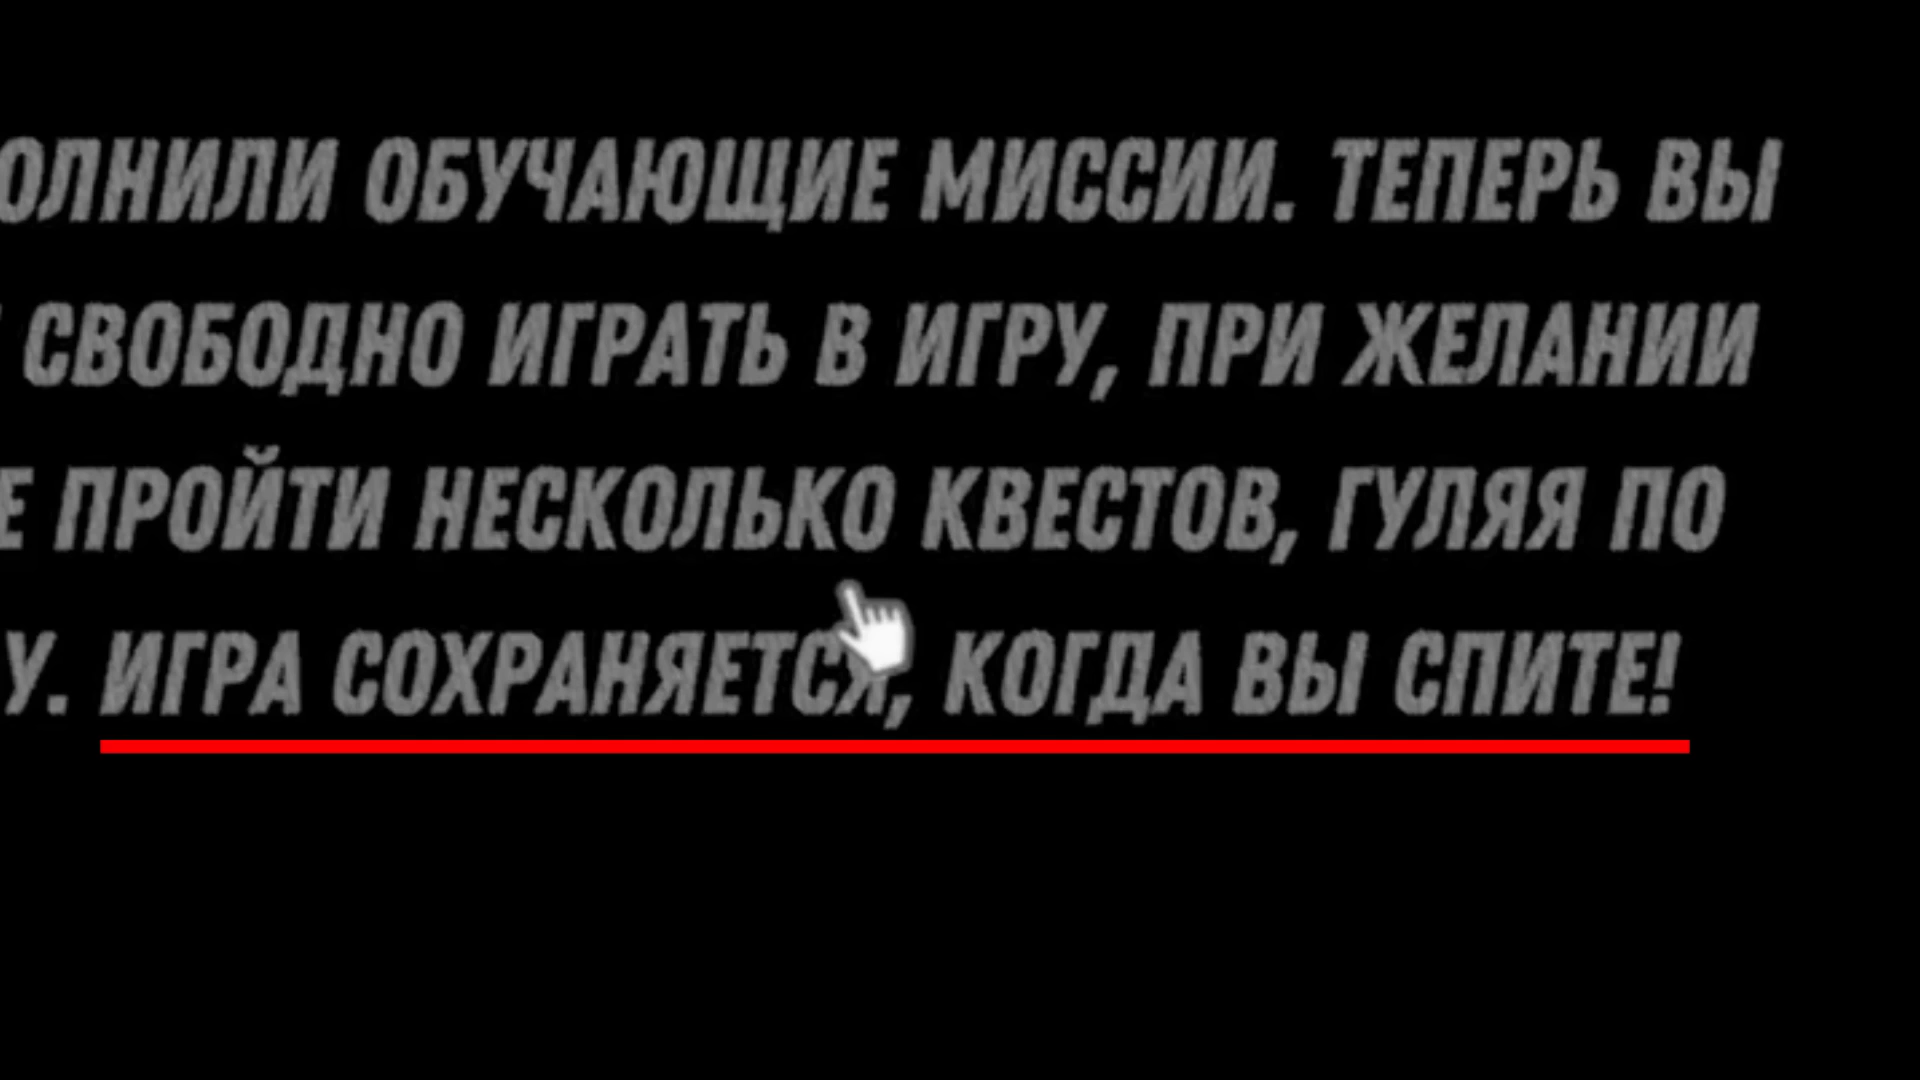 ОЛНИЛИ ОБУЧАЮЩИЕ МИССИИ. ТЕПЕРЬ ВЫ
СВОБОДНО ИГРАТЬ В ИГРУ, ПРИ ЖЕЛАНИИ
Е ПРОЙТИ НЕСКОЛЬКО КВЕСТОВ, ГУЛЯЯ ПО
У. ИГРА СОХРАНЯЕТСЯ, КОГДА ВЫ СПИТЕ!